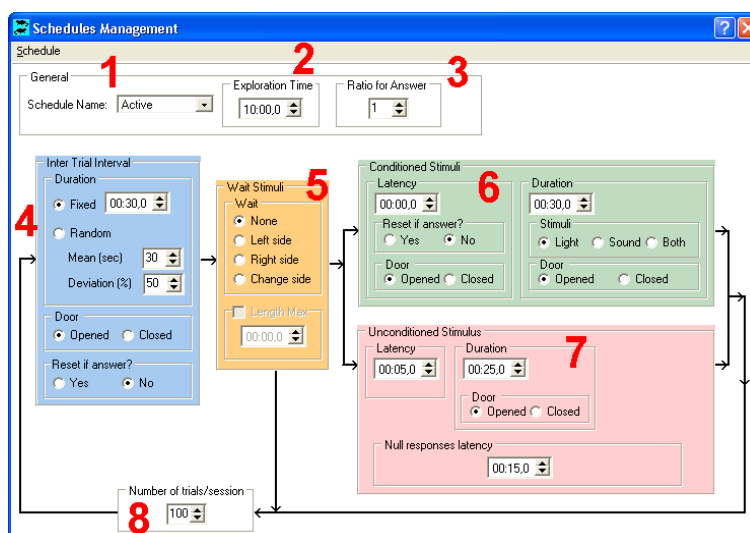 Schedules Management
Schedule
General
1
2
3
Schedule Name: Active
Exploration Time
10:00,0
Ratio for Answer
1
4
Inter Trial Interval
Duration
Fixed 00:30,0
Random
Mean (sec) 30
Deviation (%) 50
Door
Opened Closed
Reset if answer?
Yes No
5
Wait Stimuli
Wait
None
Left side
Right side
Change side
Length Max
00:00,0
6
Conditioned Stimuli
Latency
00:00,0
Reset if answer?
Yes No
Door
Opened Closed
Duration
00:30,0
Stimuli
Light Sound Both
Door
Opened Closed
7
Unconditioned Stimulus
Latency
00:05,0
Duration
00:25,0
Door
Opened Closed
Null responses latency
00:15,0
8
Number of trials/session
100